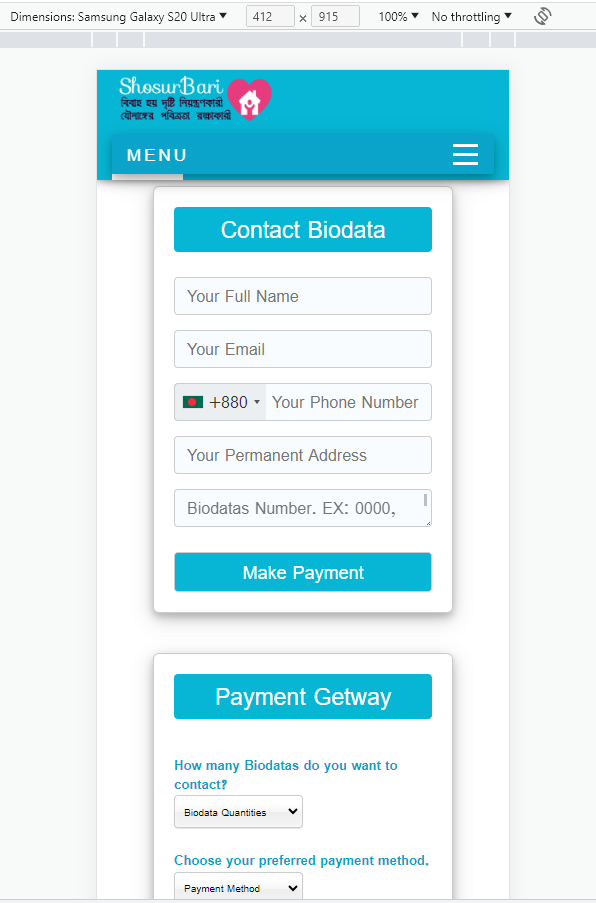 Dimensions: Samsung Galaxy S20 Ultra ▼ 412 × 915 100% ▼ No throttling ▼
ShosurBari
বিবাহ হয় দৃষ্টি নিয়ন্ত্রণকারী
যৌনাঙ্গের পবিত্রতা রক্ষাকারী
MENU
Contact Biodata
Your Full Name
Your Email
+880 Your Phone Number
Your Permanent Address
Biodatas Number. EX: 0000,
Make Payment
Payment Getway
How many Biodatas do you want to
contact?
Biodata Quantities
Choose your preferred payment method.
Payment Method